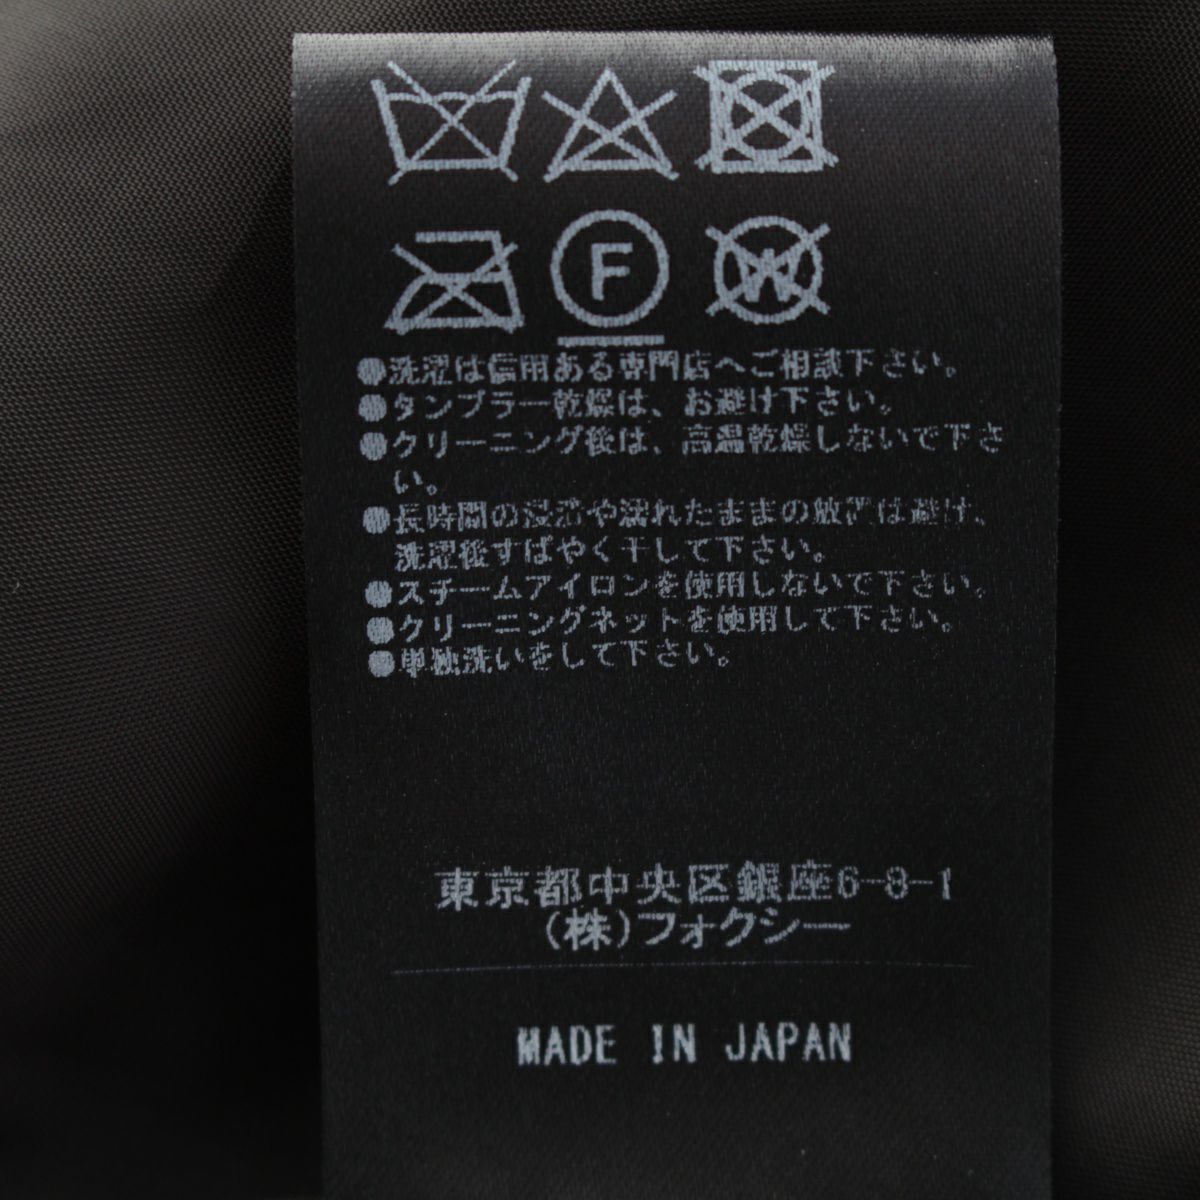 F W
●洗濯は信用ある専門店へご相談下さい。
●タンブラー乾燥は、お避け下さい。
●クリーニング後は、高温乾燥しないで下さ
い。
●長時間の浸漬や濡れたままの放置は避け、
洗濯後すばやく干して下さい。
●スチームアイロンを使用しないで下さい。
●クリーニングネットを使用して下さい。
●単独洗いをして下さい。
東京都中央区銀座6-8-1
(株)フォクシー
MADE IN JAPAN